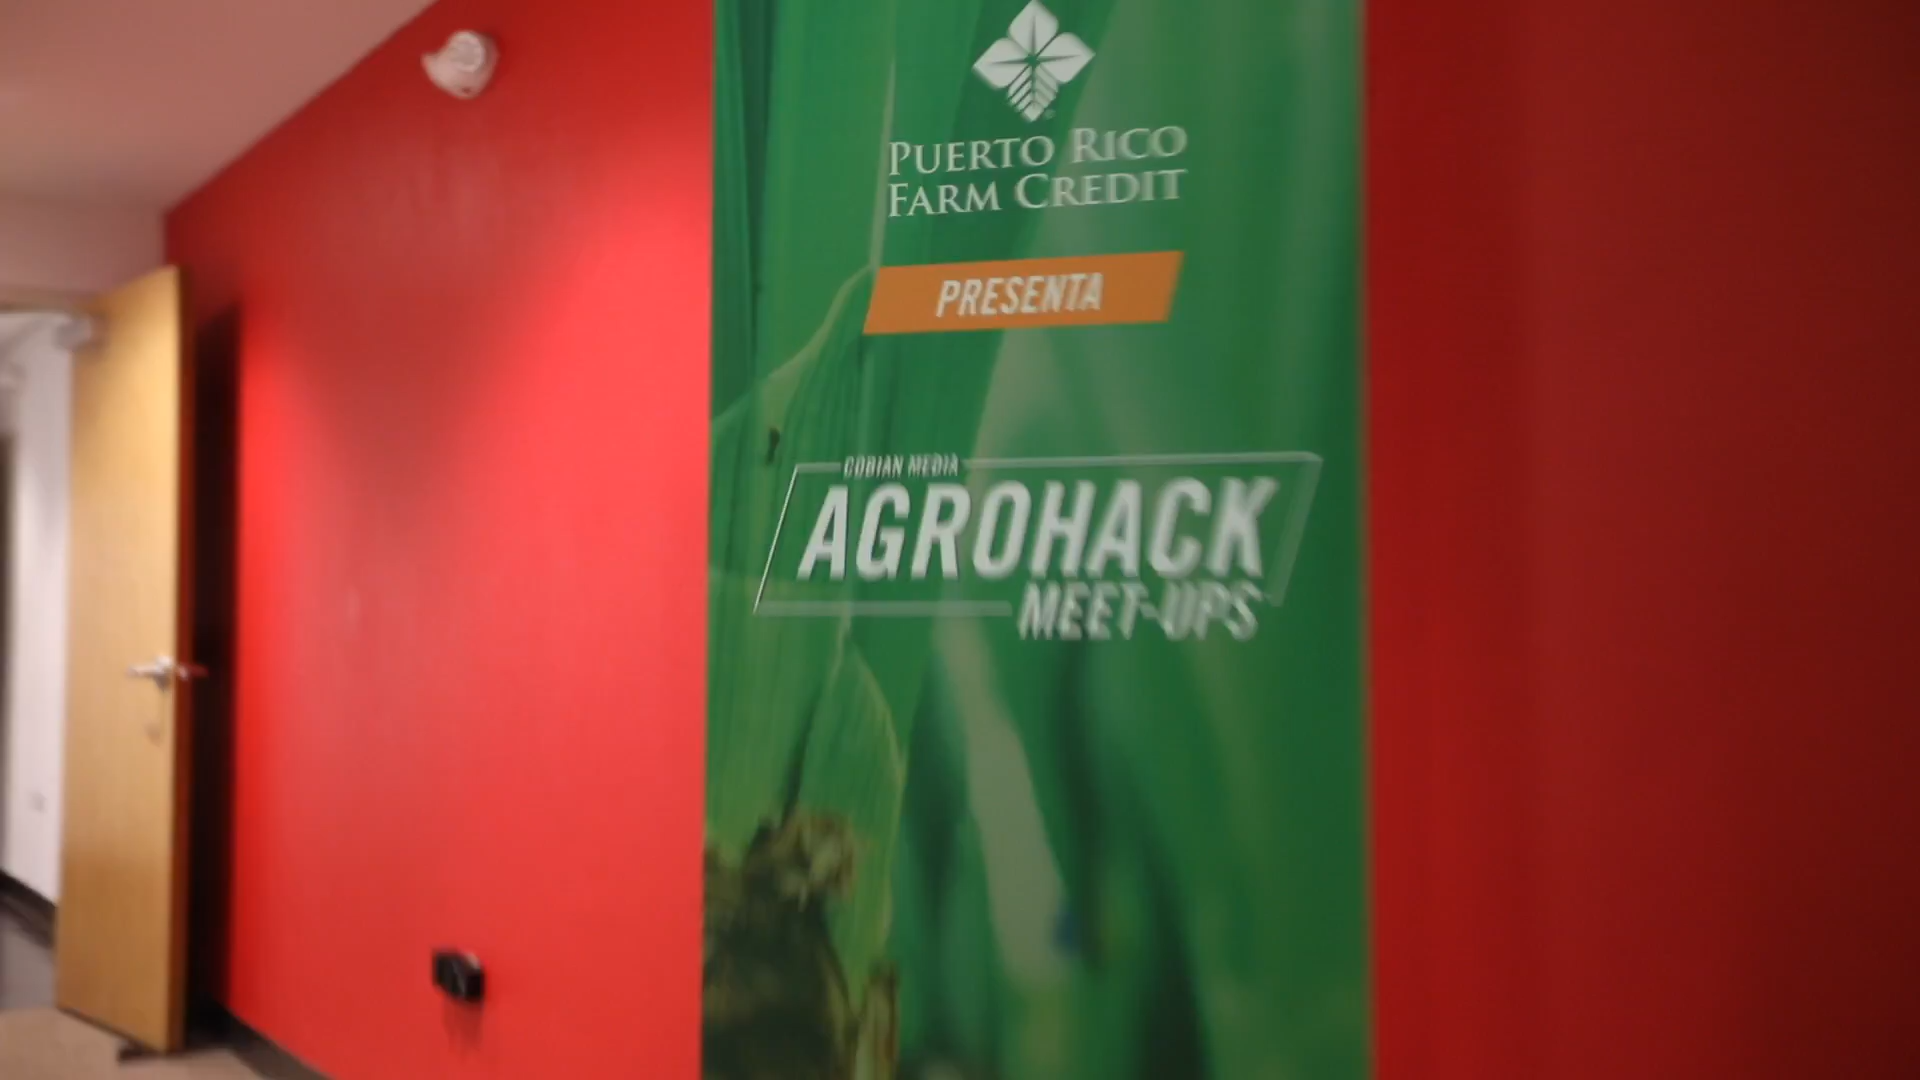 PUERTO RICO
FARM CREDIT
PRESENTA
COBIAN MEDIA
AGROHACK
MEET-UPS